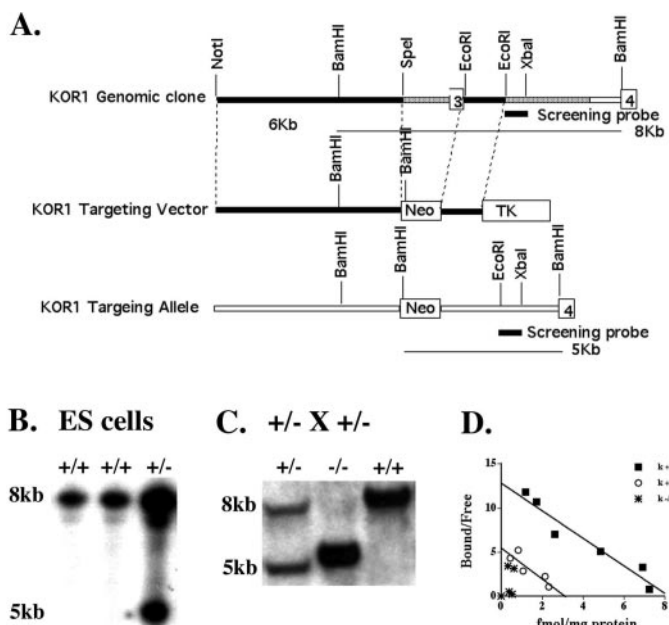 A.
NotI BamHI SpeI EcoRI EcoRI XbaI BamHI
KOR1 Genomic clone 3 4
6Kb Screening probe
8Kb
BamHI BamHI
KOR1 Targeting Vector Neo TK
BamHI BamHI EcoRI XbaI BamHI
KOR1 Targeing Allele Neo 4
Screening probe
5Kb
B. ES cells
+/+ +/+ +/-
8kb
5kb
C. +/- X +/-
+/- -/- +/+
8kb
5kb
D.
Bound/Free
15
10
5
0
0 2 4 6 8
fmol/mg protein